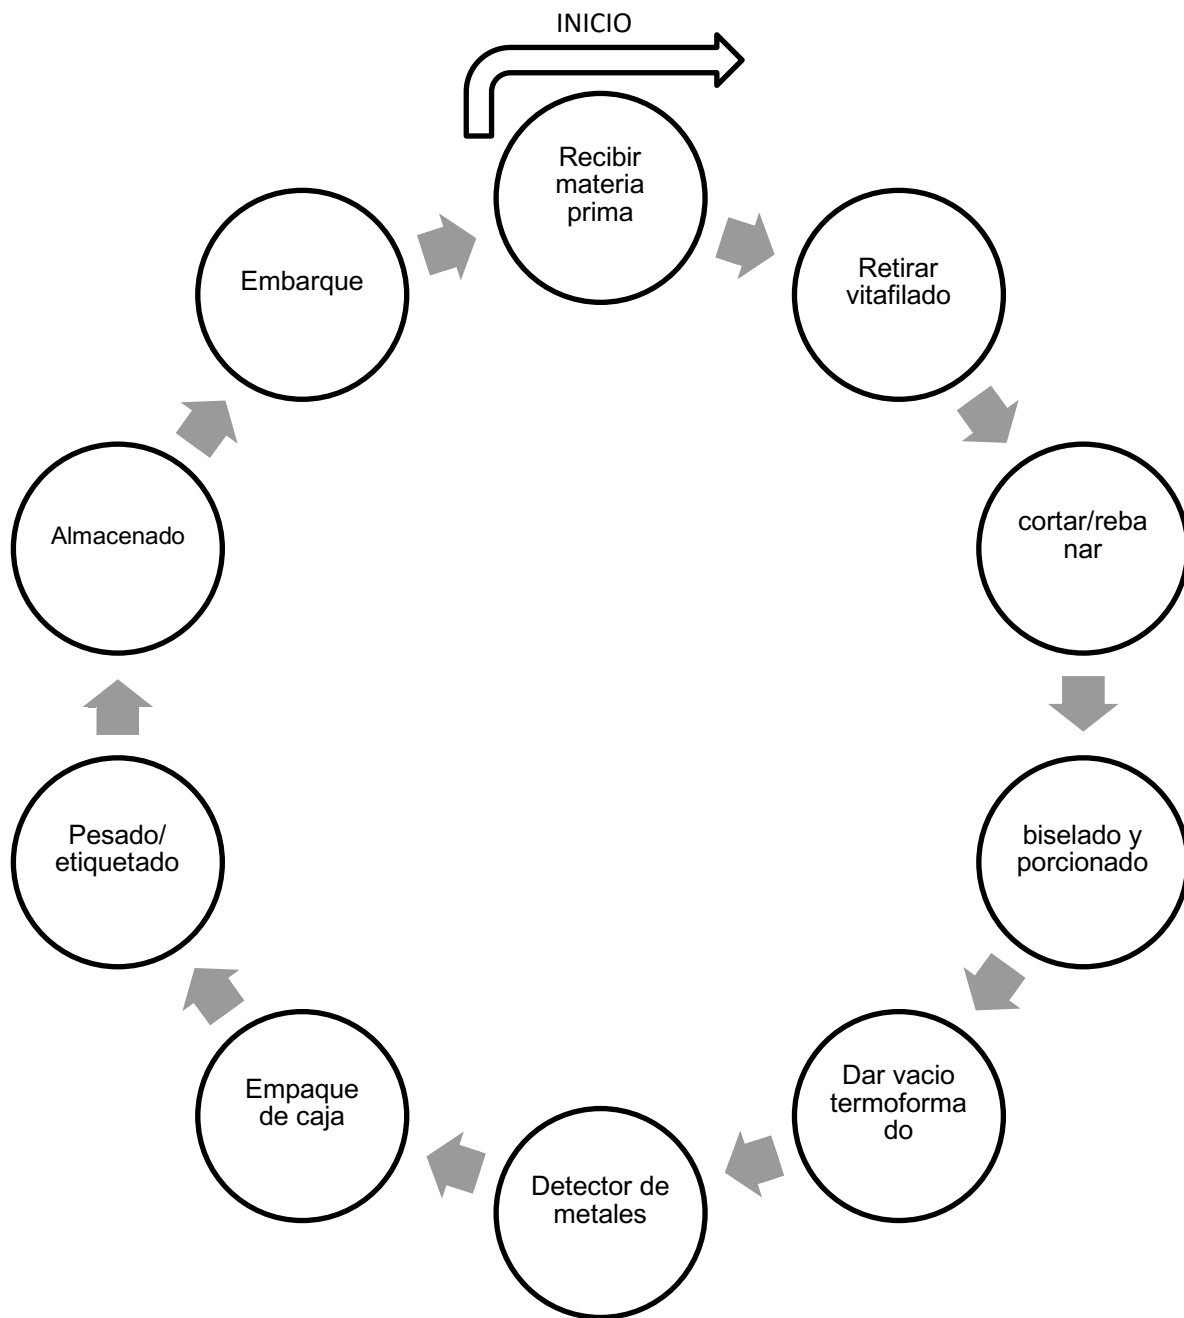 INICIO
Recibir
materia
prima
Retirar
vitafilado
cortar/reba
nar
biselado y
porcionado
Dar vacio
termoforma
do
Detector de
metales
Empaque
de caja
Pesado/
etiquetado
Almacenado
Embarque